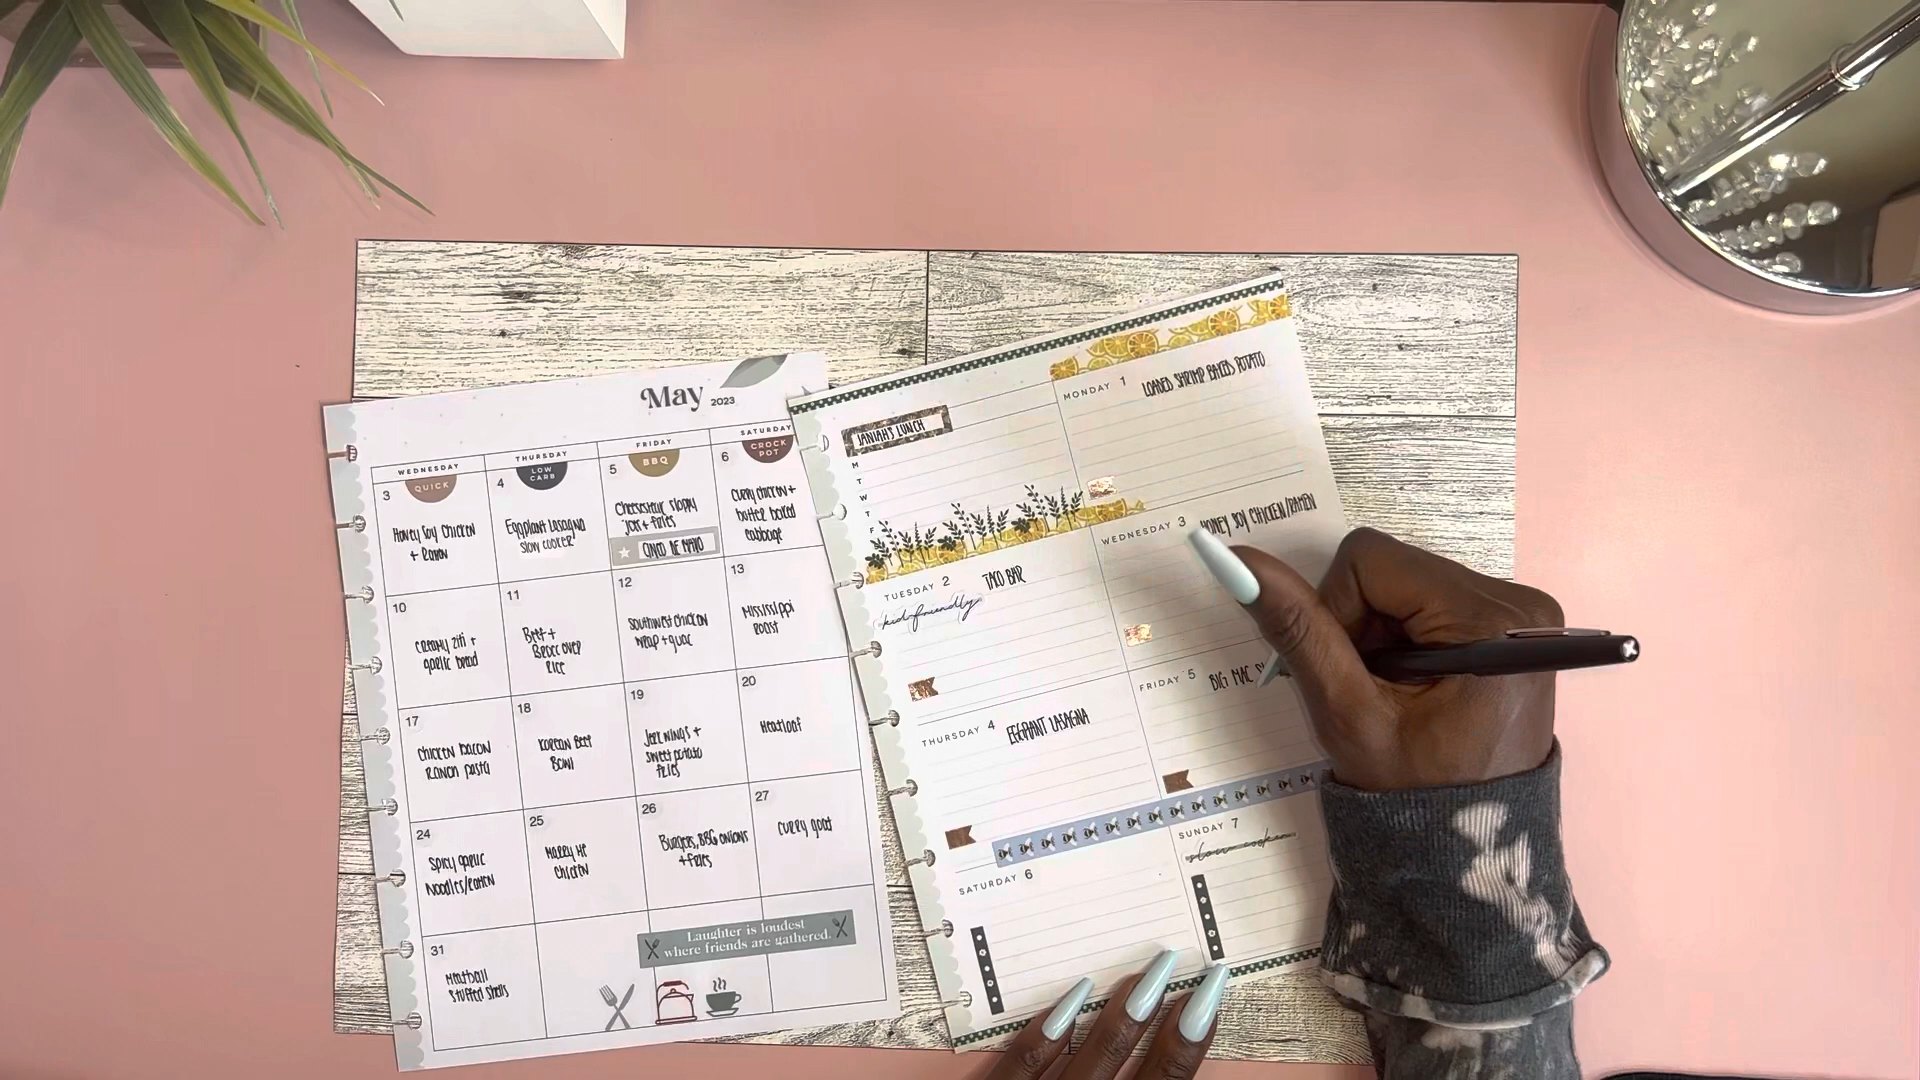 May 2023
WEDNESDAY
THURSDAY
FRIDAY
SATURDAY
3
QUICK
Honey Soy Chicken
+ Ramen
4
LOW
CARB
Eggplant Lasagna
slow cooker
5
BBQ
fries
CINCO DE MAYO
6
CROCK
POT
Curry chicken +
butter boiled
cabbage
10
creamy ziti +
garlic bread
11
Beef +
over
Rice
12
southwest chicken
wrap + guac
13
Mississippi
roast
17
chicken bacon
Ranch pasta
18
Korean Beef
Bowl
19
Jerk wings +
sweet potato
fries
20
Meatloaf
24
Spicy garlic
Noodles/
25
Marry Me
Chicken
26
Burgers, BBQ onions
+ fries
27
curry goat
31
Meatball
Stuffed Shells
Laughter is loudest
where friends are gathered.
JANIAH'S LUNCH
M
T
W
T
F
MONDAY 1
LOADED SHRIMP BAKED POTATO
TUESDAY 2
TACO BAR
kid friendly
WEDNESDAY 3
HONEY SOY CHICKEN/RAMEN
THURSDAY 4
EGGPLANT LASAGNA
FRIDAY 5
BIG MAC
SATURDAY 6
SUNDAY 7
slow cooker